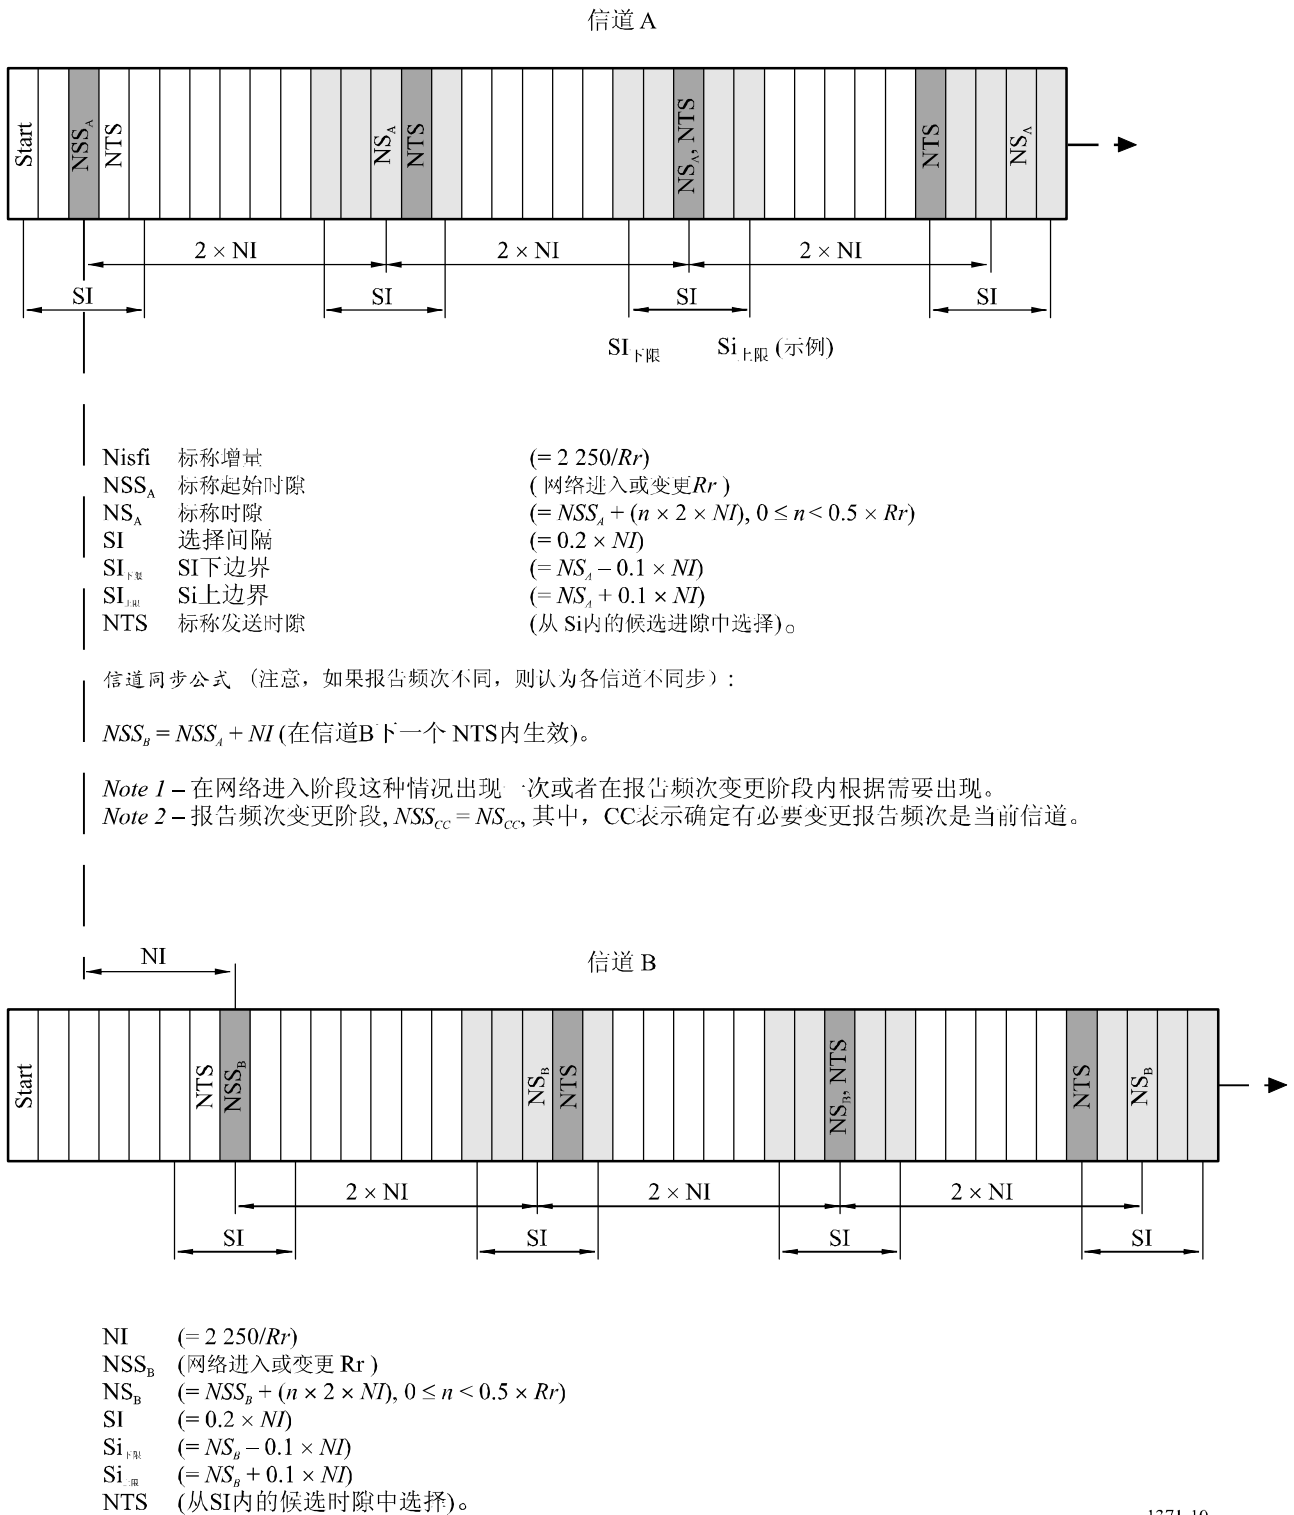 信道 A
Start
NSSA
NTS
NSA
NTS
NSA, NTS
NTS
NSA
2 × NI
2 × NI
2 × NI
SI
SI
SI
SI
SI下限 Si上限 (示例)
Nisfi 标称增量 (= 2 250/Rr)
NSSA 标称起始时隙 ( 网络进入或变更Rr )
NSA 标称时隙 (= NSSA + (n × 2 × NI), 0 ≤ n < 0.5 × Rr)
SI 选择间隔 (= 0.2 × NI)
SI下限 SI下边界 (= NSA – 0.1 × NI)
SI上限 Si上边界 (= NSA + 0.1 × NI)
NTS 标称发送时隙 (从 Si内的候选进隙中选择)。
信道同步公式 （注意，如果报告频次不同，则认为各信道不同步）:
NSSB = NSSA + NI (在信道B下一个 NTS内生效)。
Note 1 – 在网络进入阶段这种情况出现一次或者在报告频次变更阶段内根据需要出现。
Note 2 – 报告频次变更阶段, NSSCC = NSCC, 其中，CC表示确定有必要变更报告频次是当前信道。
NI
信道 B
Start
NTS
NSSB
NSB
NTS
NSB, NTS
NTS
NSB
2 × NI
2 × NI
2 × NI
SI
SI
SI
SI
NI (= 2 250/Rr)
NSSB (网络进入或变更 Rr )
NSB (= NSSB + (n × 2 × NI), 0 ≤ n < 0.5 × Rr)
SI (= 0.2 × NI)
Si下限 (= NSB – 0.1 × NI)
Si上限 (= NSB + 0.1 × NI)
NTS (从SI内的候选时隙中选择)。